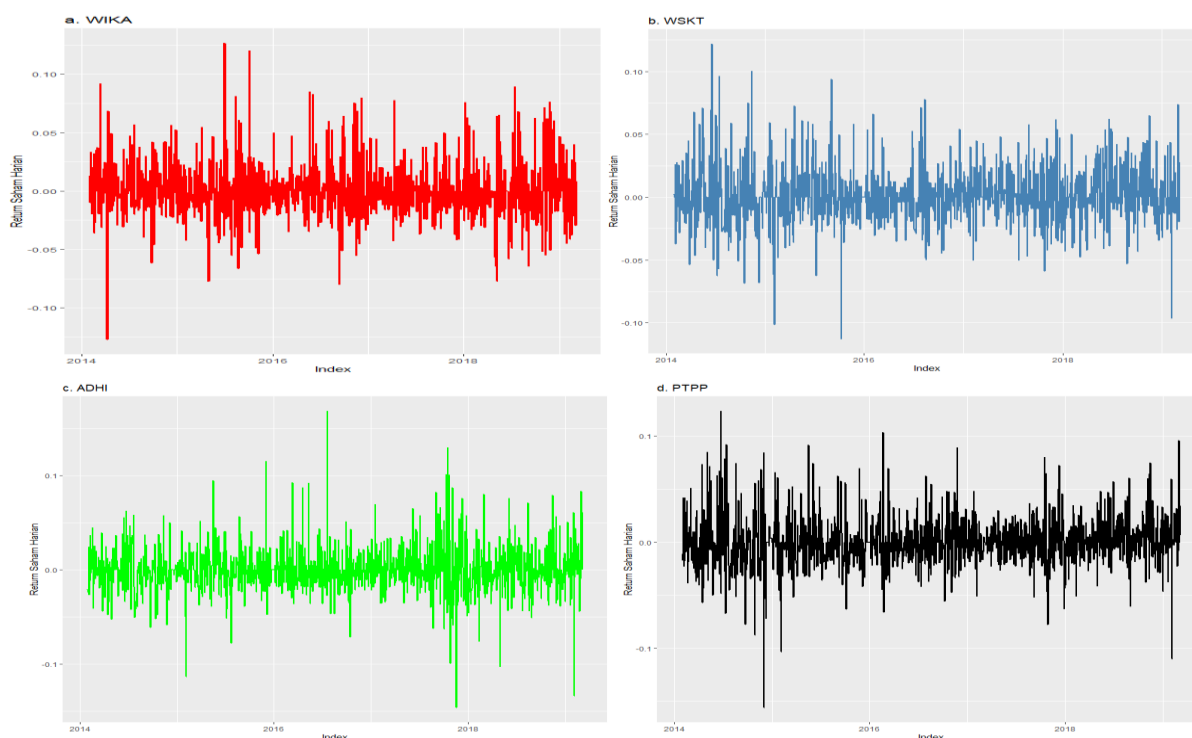 a. WIKA
Return Saham Harian
0.10
0.05
0.00
-0.05
-0.10
2014
2016
2018
Index
b. WSKT
Return Saham Harian
0.10
0.05
0.00
-0.05
-0.10
2014
2016
2018
Index
c. ADHI
Return Saham Harian
0.1
0.0
-0.1
2014
2016
2018
Index
d. PTPP
Return Saham Harian
0.1
0.0
-0.1
2014
2016
2018
Index